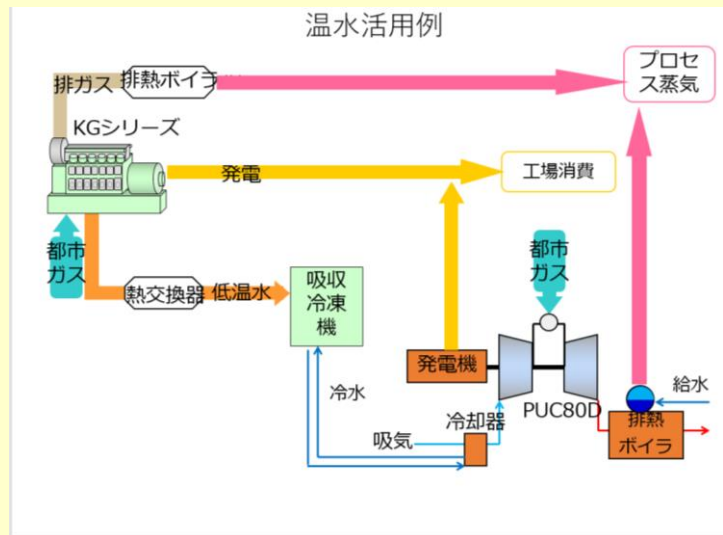 温水活用例
排ガス
排熱ボイラ
プロセ
ス蒸気
KGシリーズ
発電
工場消費
都市
ガス
都市
ガス
熱交換器
低温水
吸収
冷凍
機
発電機
PUC80D
冷水
冷却器
吸気
給水
排熱
ボイラ